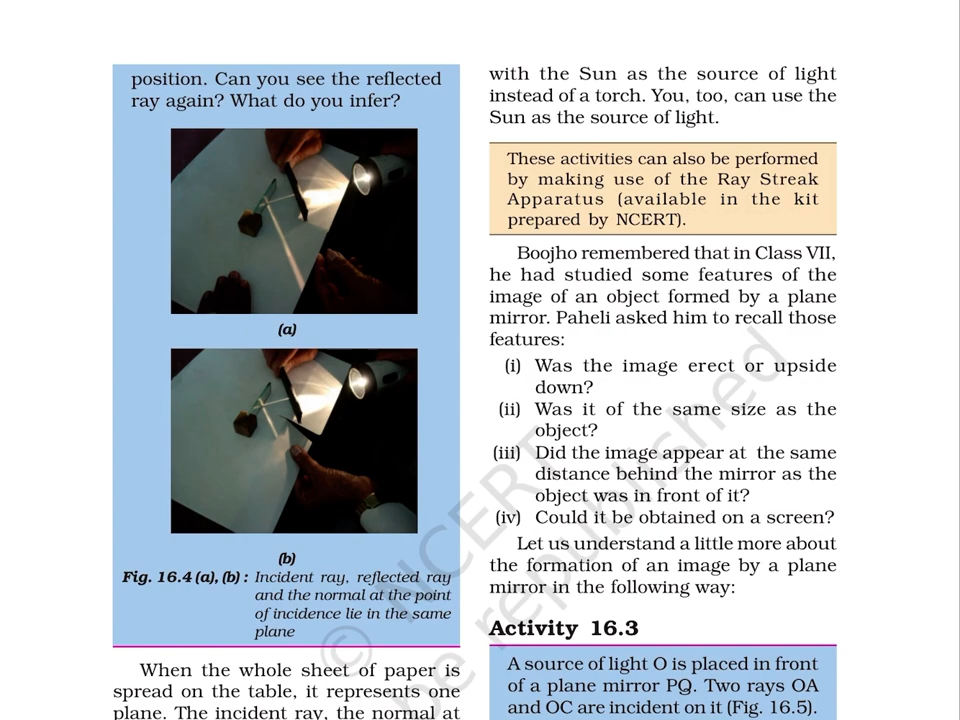 position. Can you see the reflected
ray again? What do you infer?
(a)
(b)
Fig. 16.4 (a), (b) : Incident ray, reflected ray
and the normal at the point
of incidence lie in the same
plane
When the whole sheet of paper is
spread on the table, it represents one
plane. The incident ray, the normal at
with the Sun as the source of light
instead of a torch. You, too, can use the
Sun as the source of light.
These activities can also be performed
by making use of the Ray Streak
Apparatus (available in the kit
prepared by NCERT).
Boojho remembered that in Class VII,
he had studied some features of the
image of an object formed by a plane
mirror. Paheli asked him to recall those
features:
(i) Was the image erect or upside
down?
(ii) Was it of the same size as the
object?
(iii) Did the image appear at the same
distance behind the mirror as the
object was in front of it?
(iv) Could it be obtained on a screen?
Let us understand a little more about
the formation of an image by a plane
mirror in the following way:
Activity 16.3
A source of light O is placed in front
of a plane mirror PQ. Two rays OA
and OC are incident on it (Fig. 16.5).
© NCERT
be republished